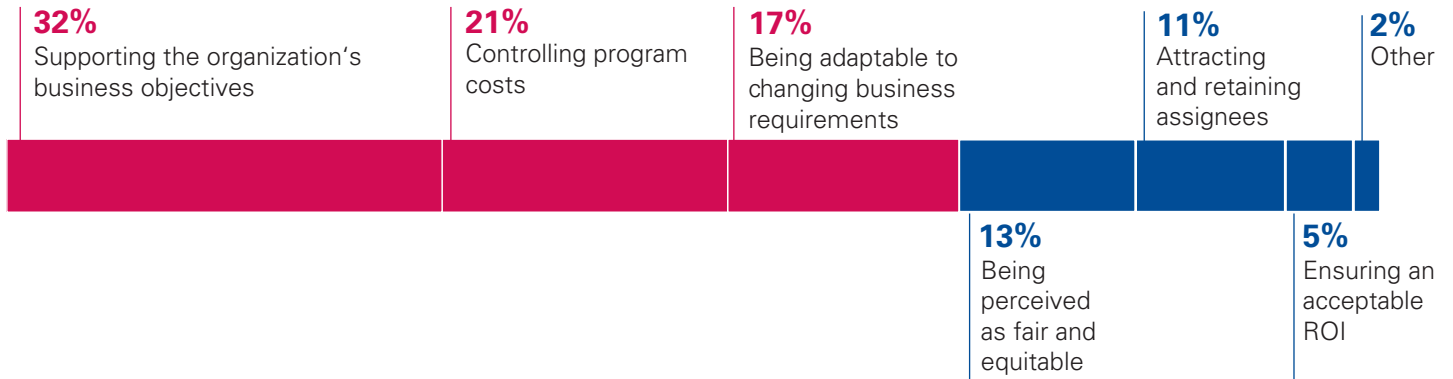 32%
Supporting the organization‘s
business objectives
21%
Controlling program
costs
17%
Being adaptable to
changing business
requirements
11%
Attracting
and retaining
assignees
2%
Other
13%
Being
perceived
as fair and
equitable
5%
Ensuring an
acceptable
ROI